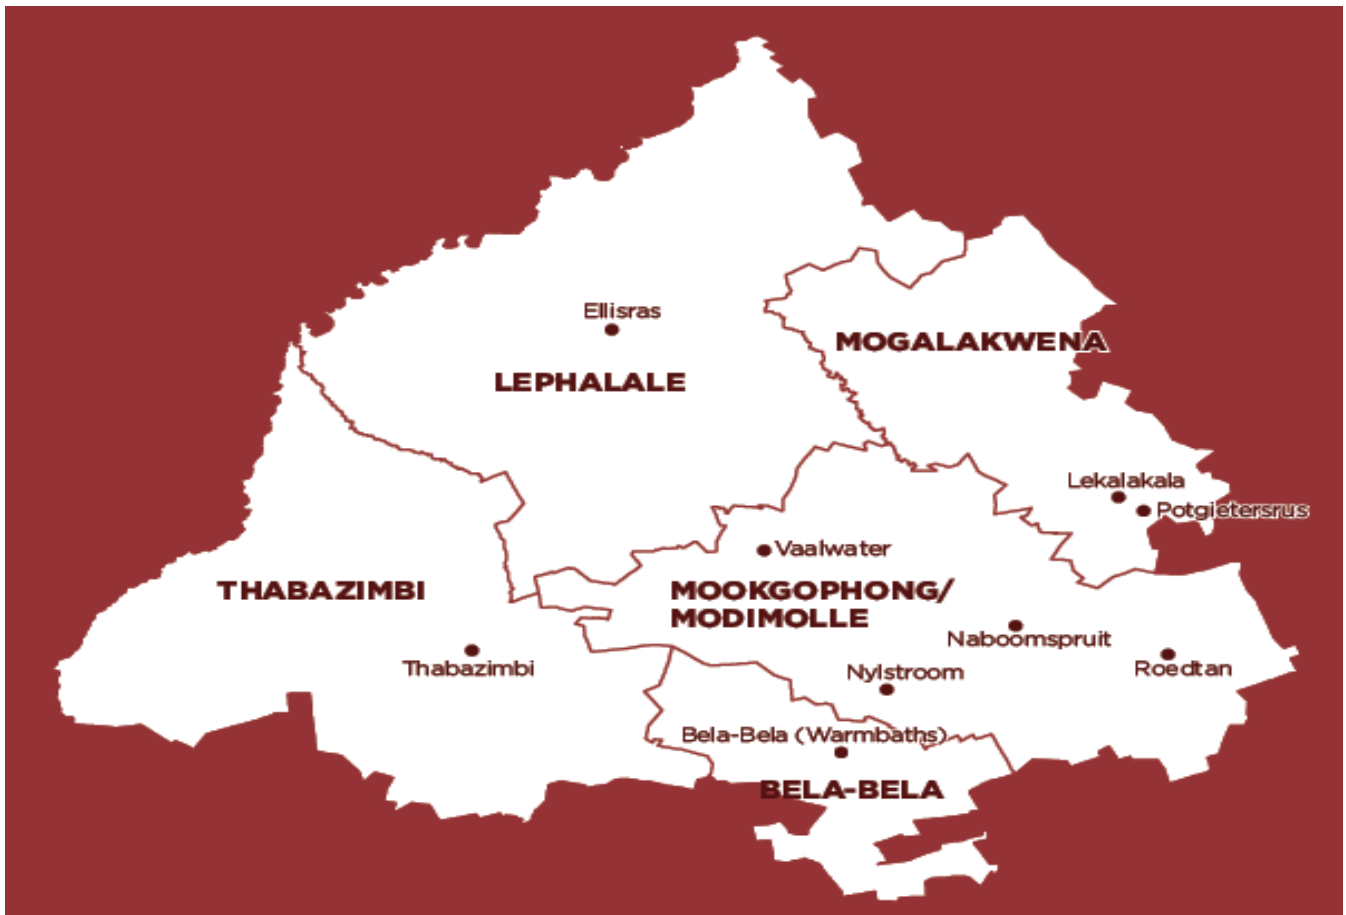 Ellisras
MOGALAKWENA
LEPHALALE
Lekalakala
Potgietersrus
Vaalwater
THABAZIMBI
MOOKGOPHONG/
MODIMOLLE
Naboomspruit
Thabazimbi
Nylstroom
Roedtan
Bela-Bela (Warmbaths)
BELA-BELA